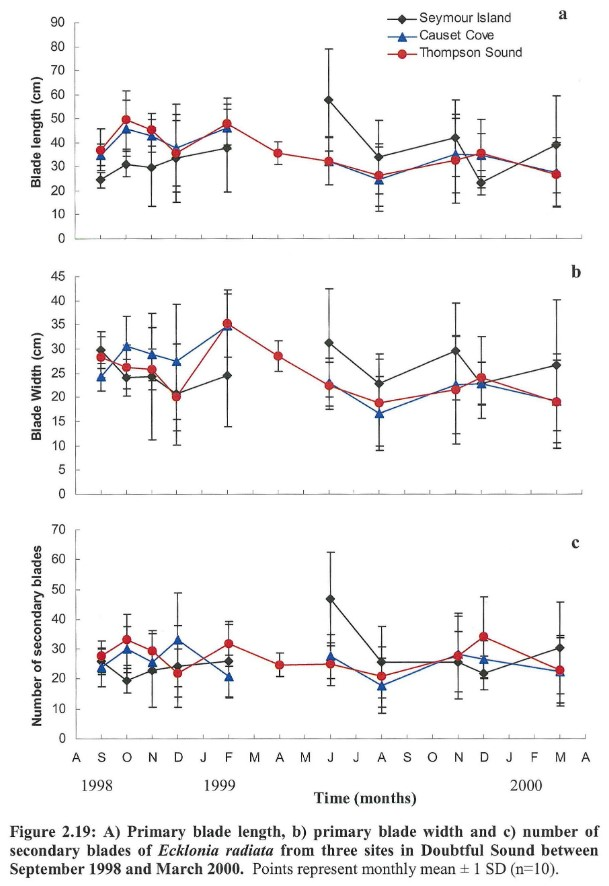 a
Seymour Island
Causet Cove
Thompson Sound
Blade length (cm)
90
80
70
60
50
40
30
20
10
0
b
Blade Width (cm)
45
40
35
30
25
20
15
10
5
0
c
Number of secondary blades
70
60
50
40
30
20
10
0
A S O N D J F M A M J J A S O N D J F M A
1998 1999 2000
Time (months)
Figure 2.19: A) Primary blade length, b) primary blade width and c) number of
secondary blades of Ecklonia radiata from three sites in Doubtful Sound between
September 1998 and March 2000. Points represent monthly mean ± 1 SD (n=10).